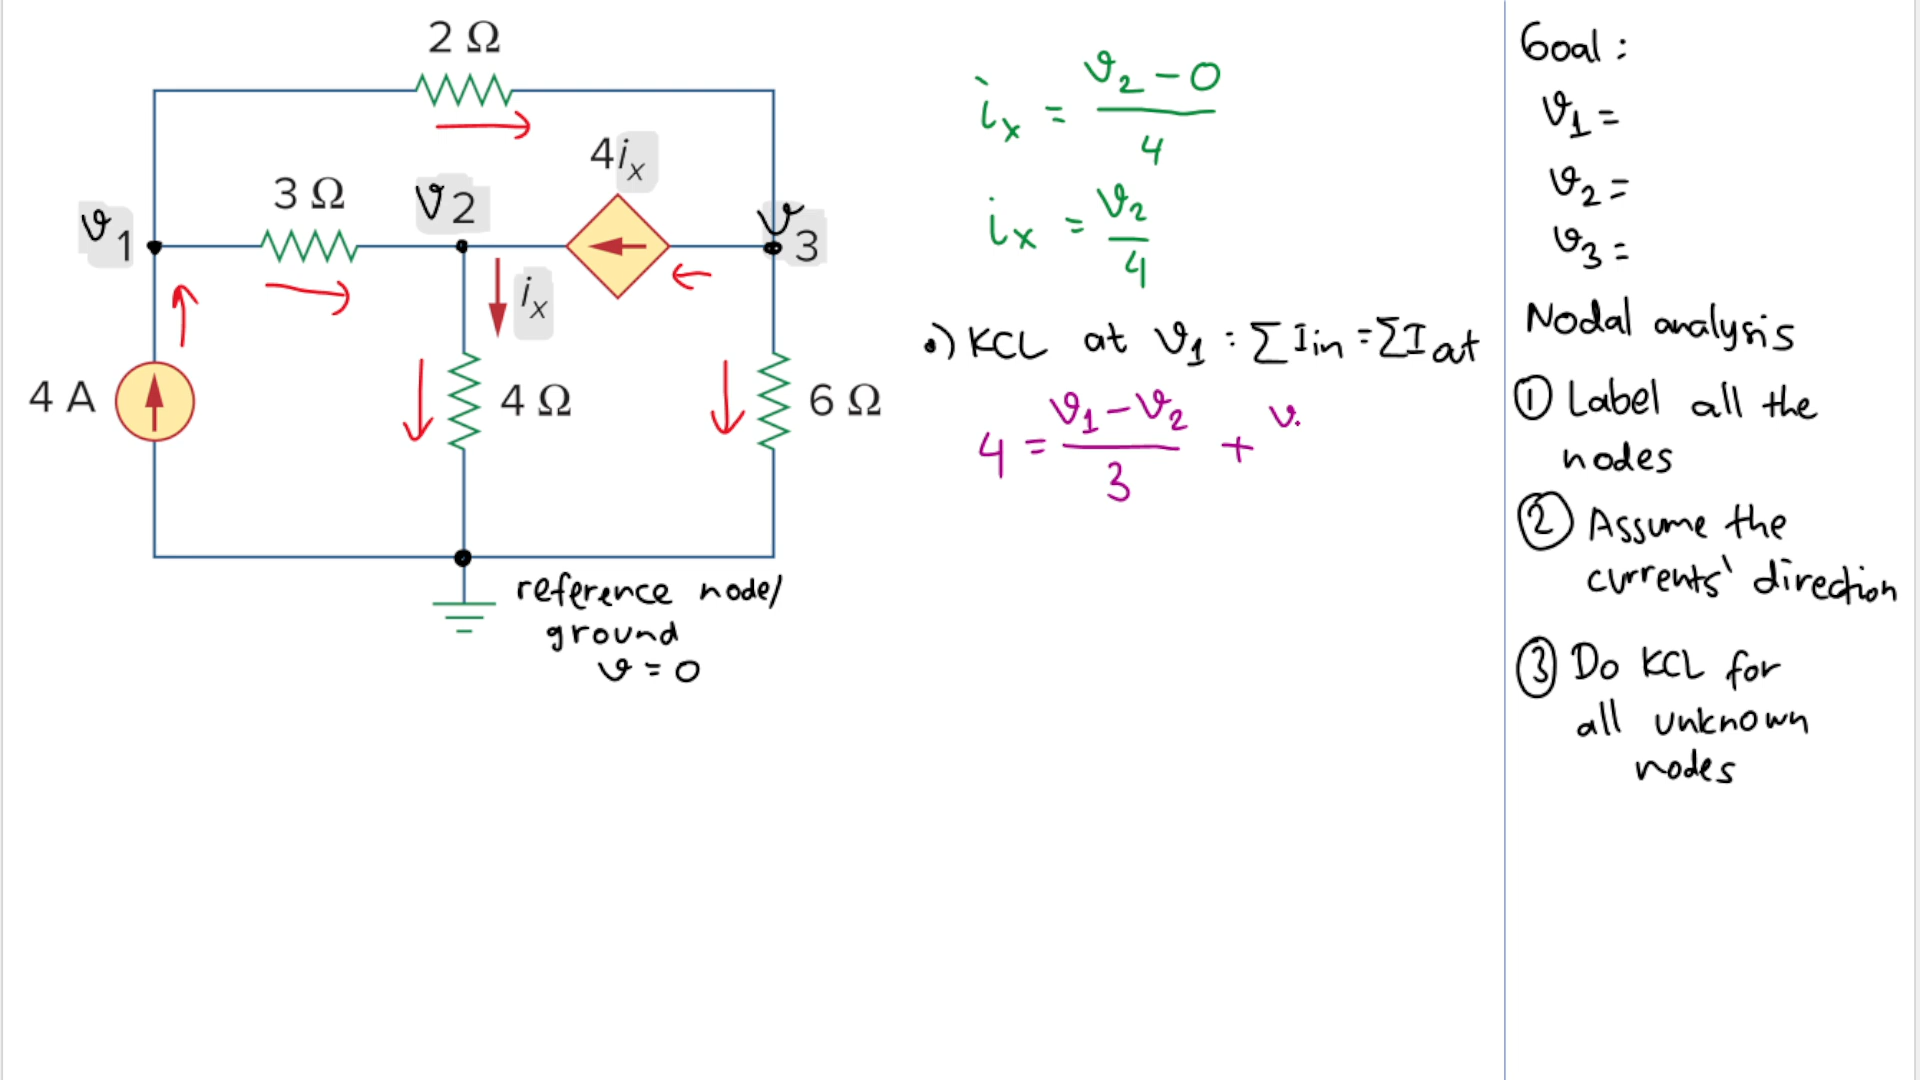 2 Ω
4iₓ
3 Ω
v₁
v₂
v₃
iₓ
4 A
4 Ω
6 Ω
reference node/
ground
v = 0
iₓ = (v₂ - 0) / 4
iₓ = v₂ / 4
•) KCL at v₁ : ΣIin = ΣIout
4 = (v₁ - v₂) / 3 + v
Goal :
v₁ =
v₂ =
v₃ =
Nodal analysis
① Label all the
nodes
② Assume the
currents' direction
③ Do KCL for
all unknown
nodes